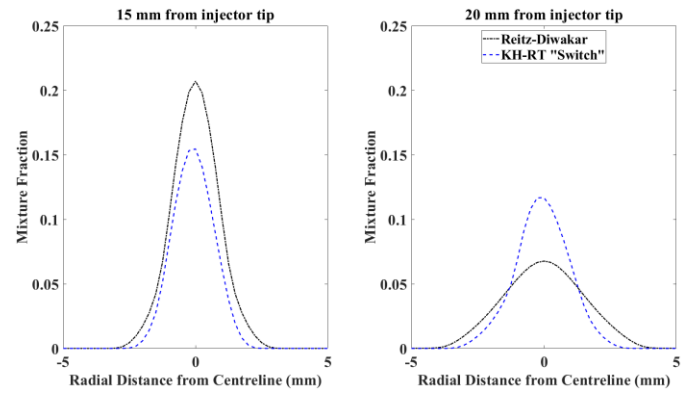 15 mm from injector tip
0.25
0.2
0.15
0.1
0.05
0
-5
0
5
Mixture Fraction
Radial Distance from Centreline (mm)
20 mm from injector tip
Reitz-Diwakar
KH-RT "Switch"
0.25
0.2
0.15
0.1
0.05
0
-5
0
5
Mixture Fraction
Radial Distance from Centreline (mm)